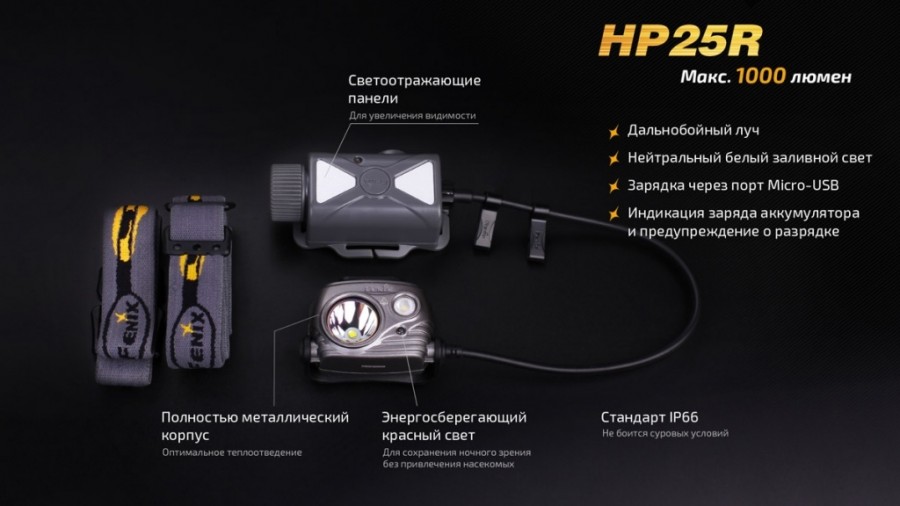 HP25R
Макс. 1000 люмен
Светоотражающие
панели
Для увеличения видимости
Дальнобойный луч
Нейтральный белый заливной свет
Зарядка через порт Micro-USB
Индикация заряда аккумулятора
и предупреждение о разрядке
FENIX
FENIX
Полностью металлический
корпус
Оптимальное теплоотведение
Энергосберегающий
красный свет
Для сохранения ночного зрения
без привлечения насекомых
Стандарт IP66
Не боится суровых условий